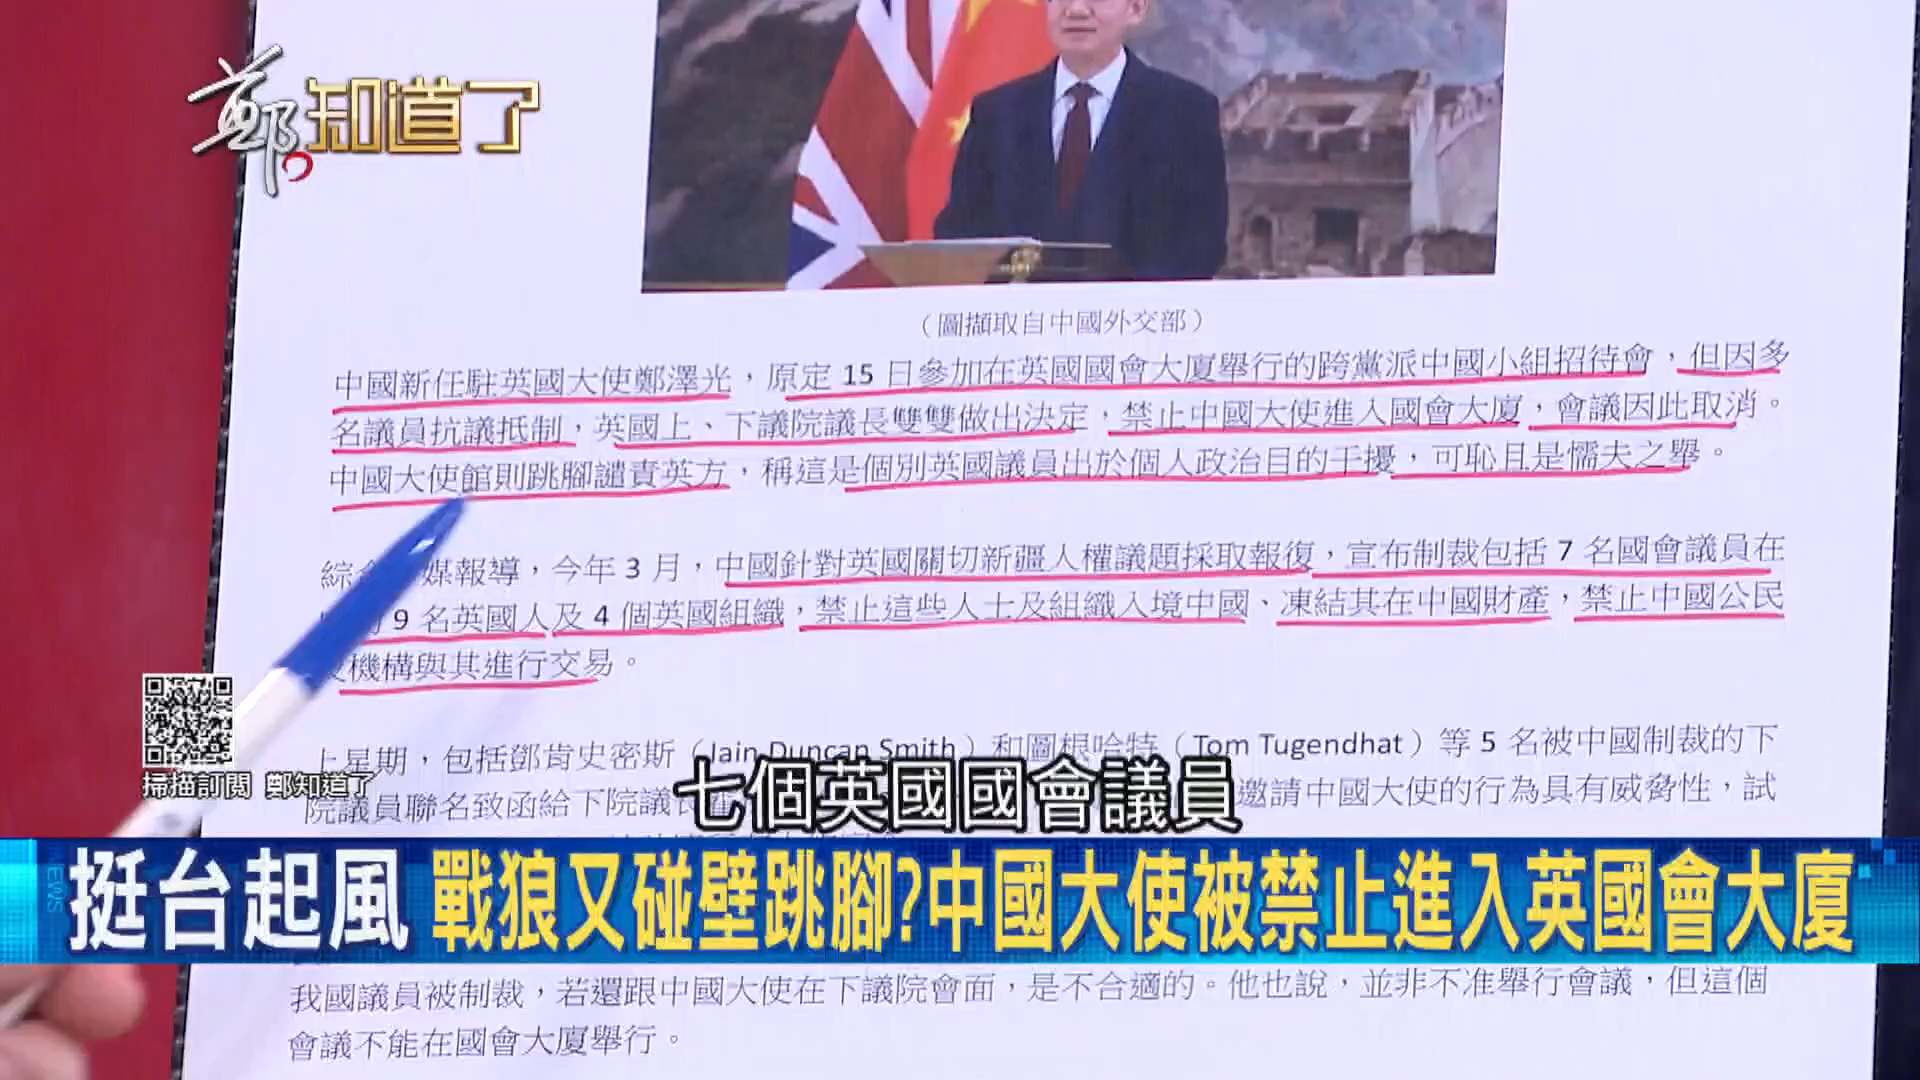 鄭知道了
（圖擷取自中國外交部）
中國新任駐英國大使鄭澤光，原定 15 日參加在英國國會大廈舉行的跨黨派中國小組招待會，但因多
名議員抗議抵制，英國上、下議院議長雙雙做出決定，禁止中國大使進入國會大廈，會議因此取消。
中國大使館則跳腳譴責英方，稱這是個別英國議員出於個人政治目的干擾，可恥且是懦夫之舉。
綜合 媒報導，今年 3 月，中國針對英國關切新疆人權議題採取報復，宣布制裁包括 7 名國會議員在
9 名英國人及 4 個英國組織，禁止這些人士及組織入境中國、凍結其在中國財產，禁止中國公民
機構與其進行交易。
上星期，包括鄧肯史密斯（Iain Duncan Smith）和圖根哈特（Tom Tugendhat）等 5 名被中國制裁的下
院議員聯名致函給下院議長 邀請中國大使的行為具有威脅性，試
七個英國國會議員
掃描訂閱 鄭知道了
NEWS
挺台起風 戰狼又碰壁跳腳?中國大使被禁止進入英國會大廈
我國議員被制裁，若還跟中國大使在下議院會面，是不合適的。他也說，並非不准舉行會議，但這個
會議不能在國會大廈舉行。